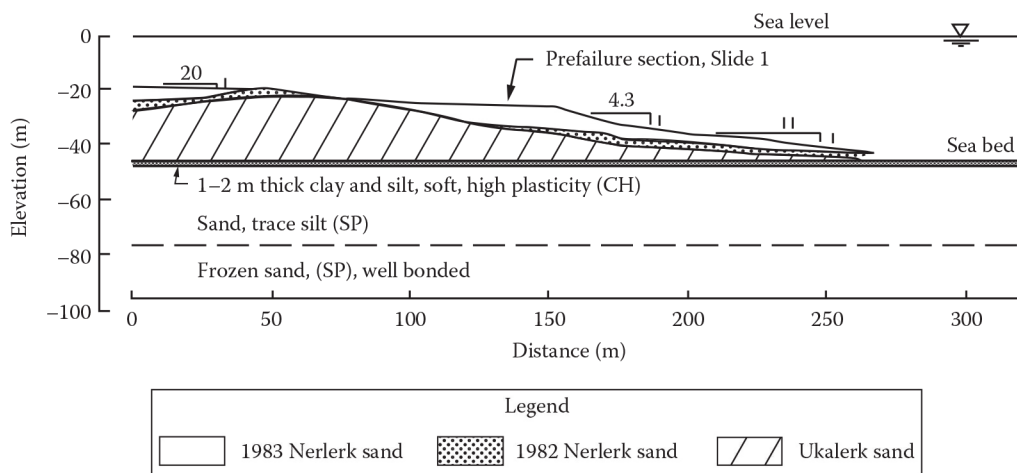 Sea level
0
20
I
Prefailure section, Slide 1
–20
4.3
I
II
I
–40
Sea bed
1–2 m thick clay and silt, soft, high plasticity (CH)
–60
Sand, trace silt (SP)
–80
Frozen sand, (SP), well bonded
–100
Elevation (m)
0 50 100 150 200 250 300
Distance (m)
Legend
1983 Nerlerk sand 1982 Nerlerk sand Ukalerk sand